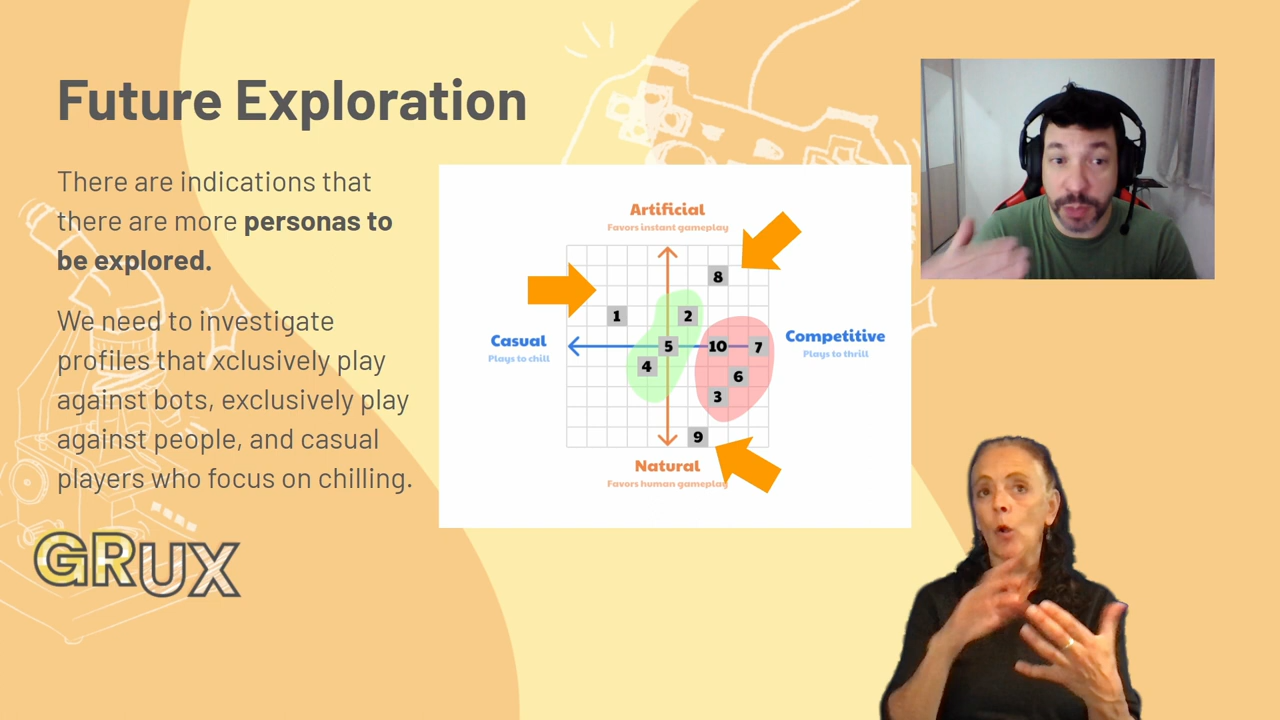 Future Exploration
There are indications that
there are more personas to
be explored.
We need to investigate
profiles that xclusively play
against bots, exclusively play
against people, and casual
players who focus on chilling.
GRUX
Artificial
Favors instant gameplay
8
1
2
Casual
Plays to chill
5
10
7
Competitive
Plays to thrill
4
6
3
9
Natural
Favors human gameplay